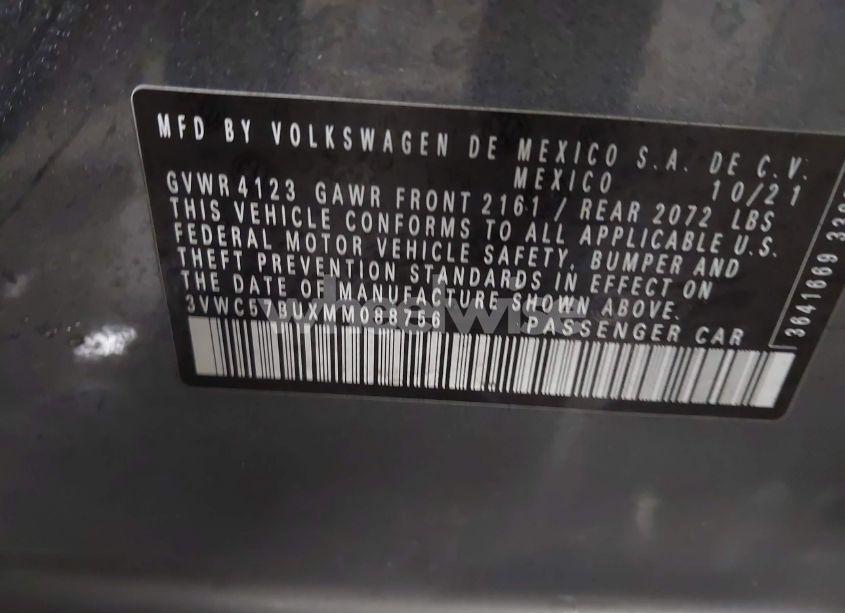 MFD BY VOLKSWAGEN DE MEXICO S.A. DE C.V.
MEXICO 10/21
GVWR 4123 GAWR FRONT 2161 / REAR 2072 LBS
THIS VEHICLE CONFORMS TO ALL APPLICABLE U.S.
FEDERAL MOTOR VEHICLE SAFETY, BUMPER AND
THEFT PREVENTION STANDARDS IN EFFECT ON
THE DATE OF MANUFACTURE SHOWN ABOVE.
3VWC57BUXMM088756 PASSENGER CAR
3641669